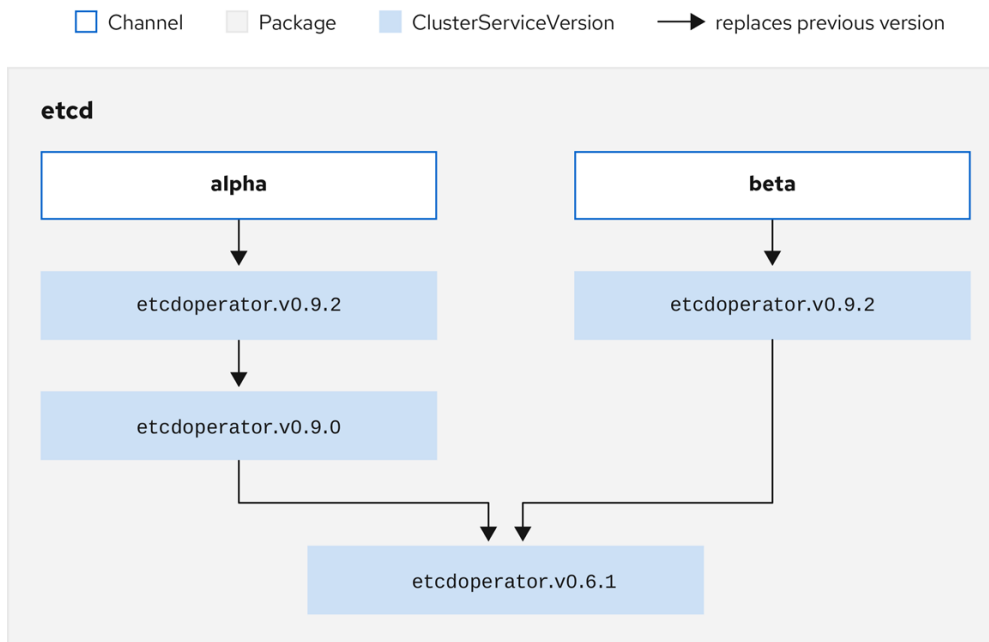 Channel Package ClusterServiceVersion replaces previous version
etcd
alpha beta
etcdoperator.v0.9.2 etcdoperator.v0.9.2
etcdoperator.v0.9.0
etcdoperator.v0.6.1